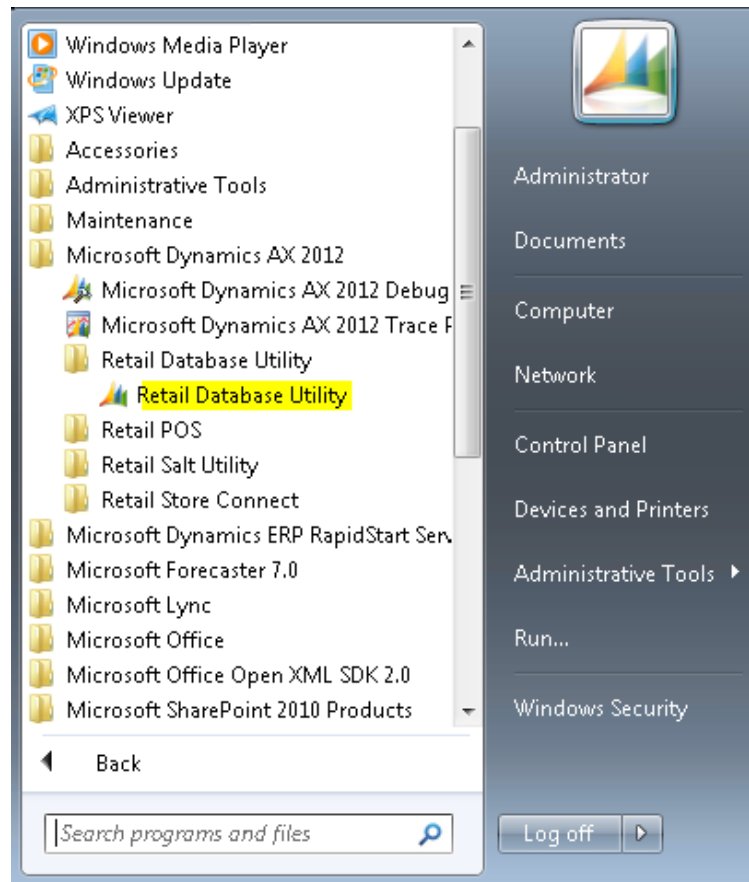 Windows Media Player
Windows Update
XPS Viewer
Accessories
Administrative Tools
Maintenance
Microsoft Dynamics AX 2012
Microsoft Dynamics AX 2012 Debug
Microsoft Dynamics AX 2012 Trace P
Retail Database Utility
Retail Database Utility
Retail POS
Retail Salt Utility
Retail Store Connect
Microsoft Dynamics ERP RapidStart Serv
Microsoft Forecaster 7.0
Microsoft Lync
Microsoft Office
Microsoft Office Open XML SDK 2.0
Microsoft SharePoint 2010 Products
Back
Search programs and files
Administrator
Documents
Computer
Network
Control Panel
Devices and Printers
Administrative Tools
Run...
Windows Security
Log off